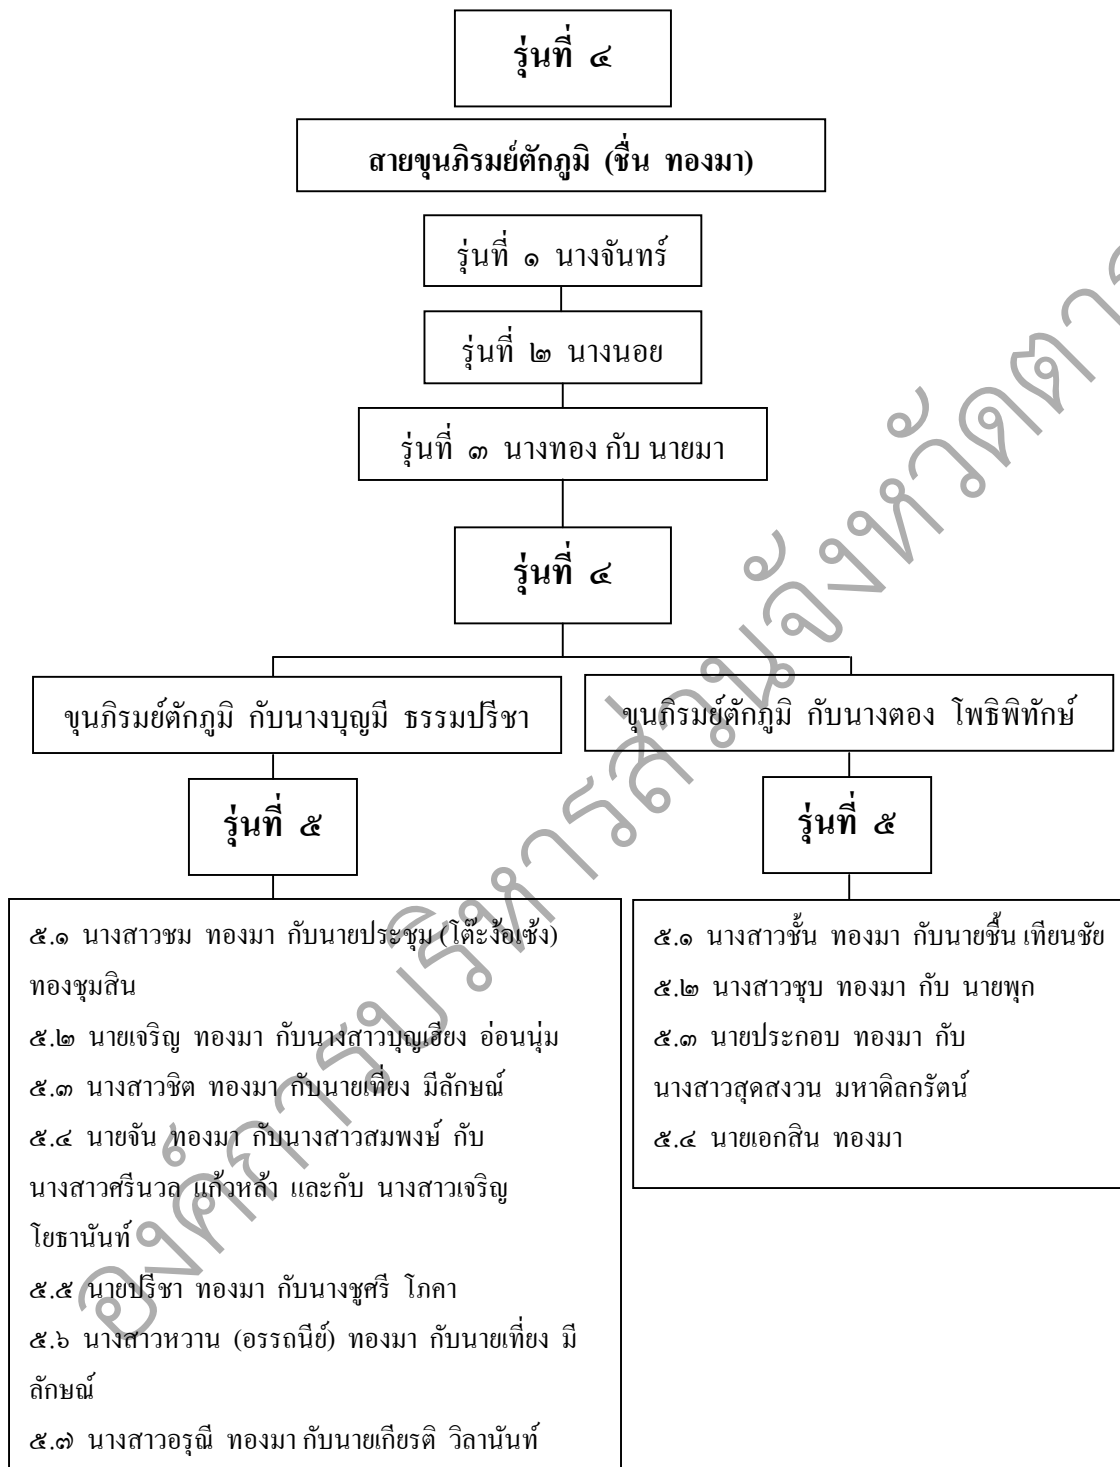 รุ่นที่ ๔
สายขุนภิรมย์ตักภูมิ (ชื่น ทองมา)
รุ่นที่ ๑ นางจันทร์
รุ่นที่ ๒ นางนอย
รุ่นที่ ๓ นางทอง กับ นายมา
รุ่นที่ ๔
ขุนภิรมย์ตักภูมิ กับนางบุญมี ธรรมปรีชา
รุ่นที่ ๕
๕.๑ นางสาวชม ทองมา กับนายประชุม (โต๊ะง้อเซ้ง)
ทองชุมสิน
๕.๒ นายเจริญ ทองมา กับนางสาวบุญเฮียง อ่อนนุ่ม
๕.๓ นางสาวชิต ทองมา กับนายเที่ยง มีลักษณ์
๕.๔ นายจัน ทองมา กับนางสาวสมพงษ์ กับ
นางสาวศรีนวล แก้วหล้า และกับ นางสาวเจริญ
โยธานันท์
๕.๕ นายปรีชา ทองมา กับนางชูศรี โภคา
๕.๖ นางสาวหวาน (อรรถนีย์) ทองมา กับนายเที่ยง มี
ลักษณ์
๕.๗ นางสาวอรุณี ทองมา กับนายเกียรติ วิลานันท์
ขุนภิรมย์ตักภูมิ กับนางตอง โพธิพิทักษ์
รุ่นที่ ๕
๕.๑ นางสาวชั้น ทองมา กับนายชื้น เทียนชัย
๕.๒ นางสาวชุบ ทองมา กับ นายพุก
๕.๓ นายประกอบ ทองมา กับ
นางสาวสุดสงวน มหาดิลกรัตน์
๕.๔ นายเอกสิน ทองมา
องค์การบริหารส่วนจังหวัดตาก